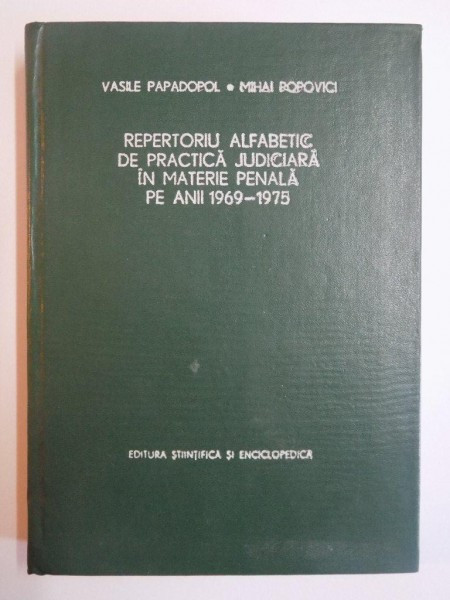 VASILE PAPADOPOL • MIHAI POPOVICI
REPERTORIU ALFABETIC
DE PRACTICĂ JUDICIARĂ
ÎN MATERIE PENALĂ
PE ANII 1969-1975
EDITURA ȘTIINȚIFICĂ ȘI ENCICLOPEDICĂ